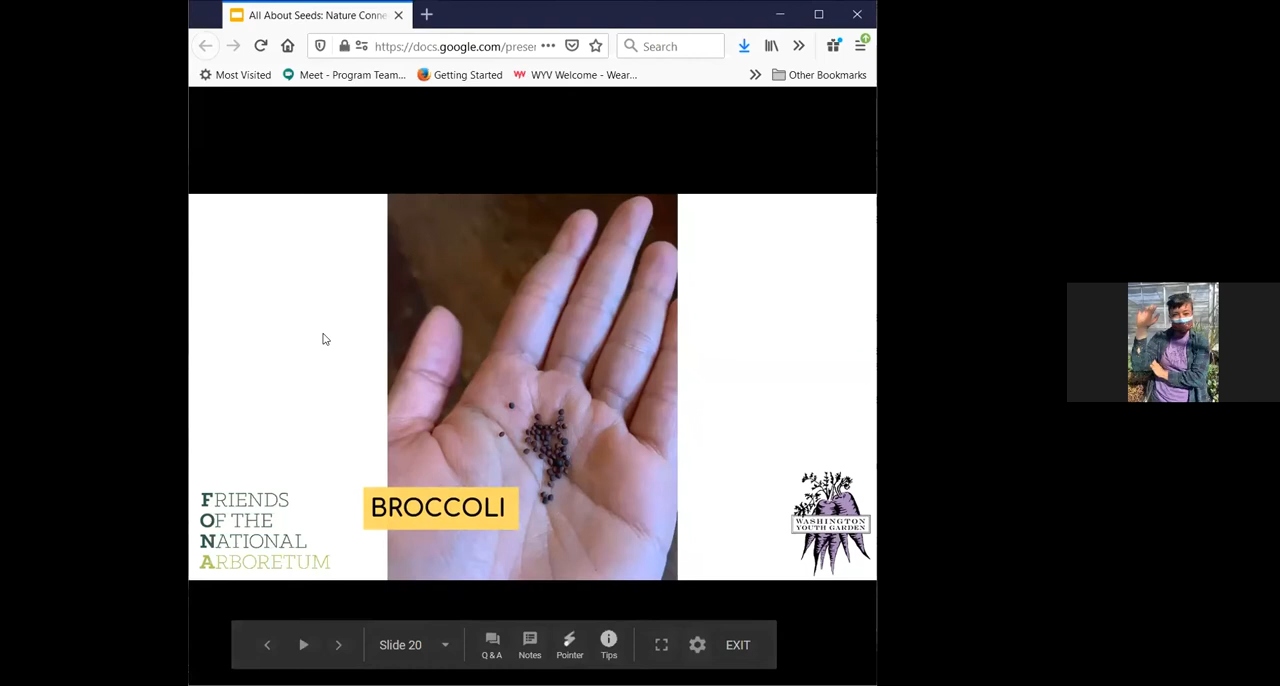 All About Seeds: Nature Conne
https://docs.google.com/preser
Search
Most Visited
Meet - Program Team...
Getting Started
WYV Welcome - Wear...
Other Bookmarks
BROCCOLI
FRIENDS
OF THE
NATIONAL
ARBORETUM
WASHINGTON
YOUTH GARDEN
Slide 20
Q & A
Notes
Pointer
Tips
EXIT